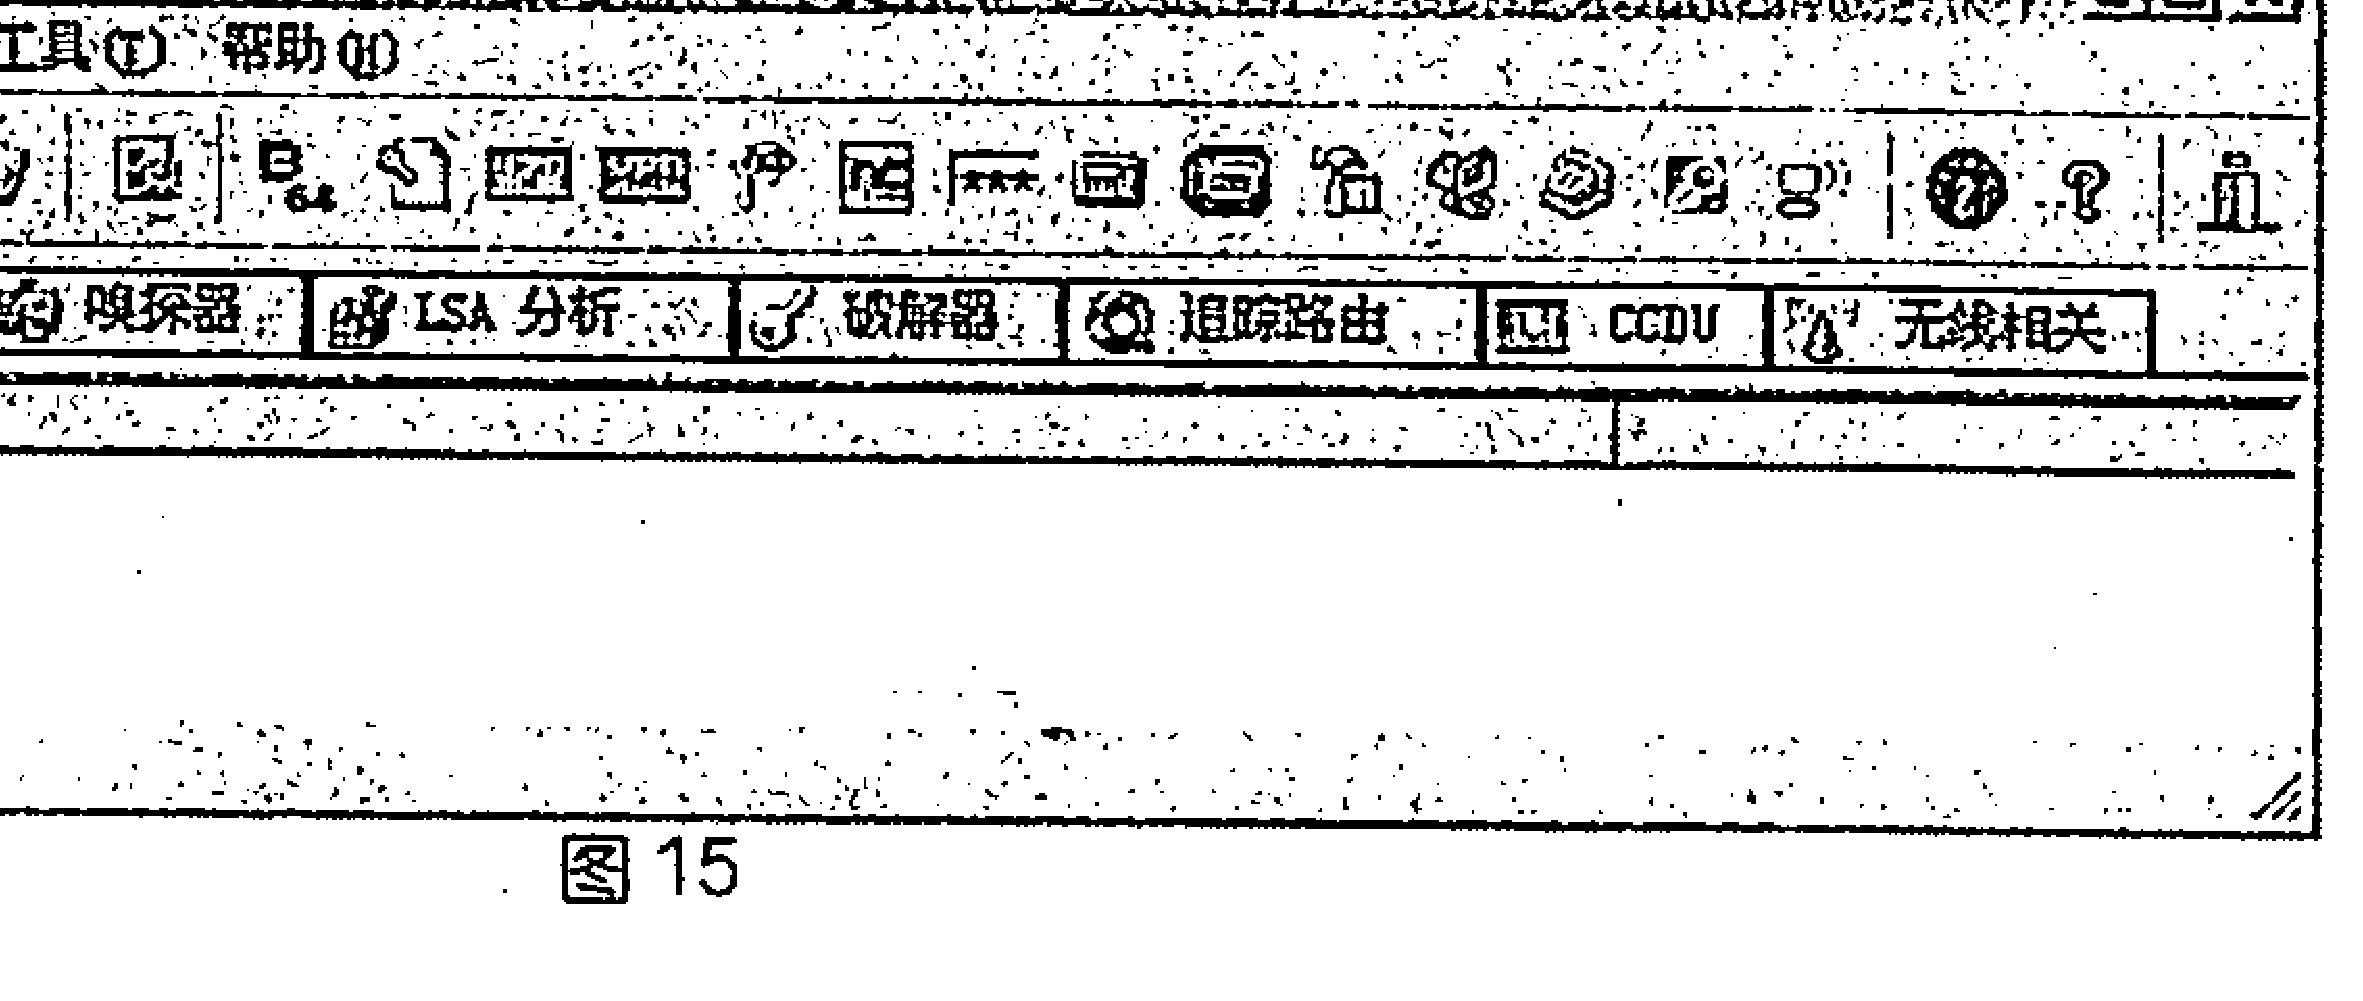 工具(T) 帮助(H)
B 64 ***
嗅探器 LSA 分析 破解器 追踪路由 CCDU 无线相关
图 15